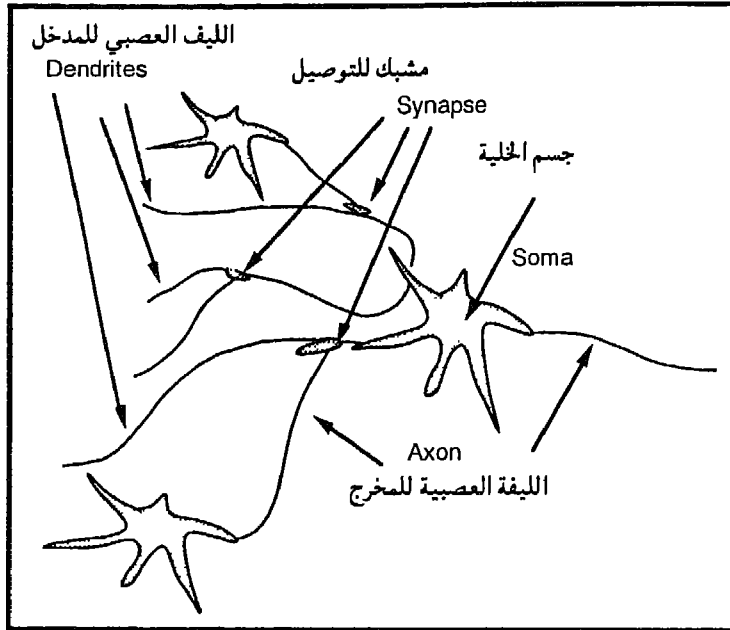 الليف العصبي للمدخل
Dendrites
مشبك للتوصيل
Synapse
جسم الخلية
Soma
Axon
الليفة العصبية للمخرج